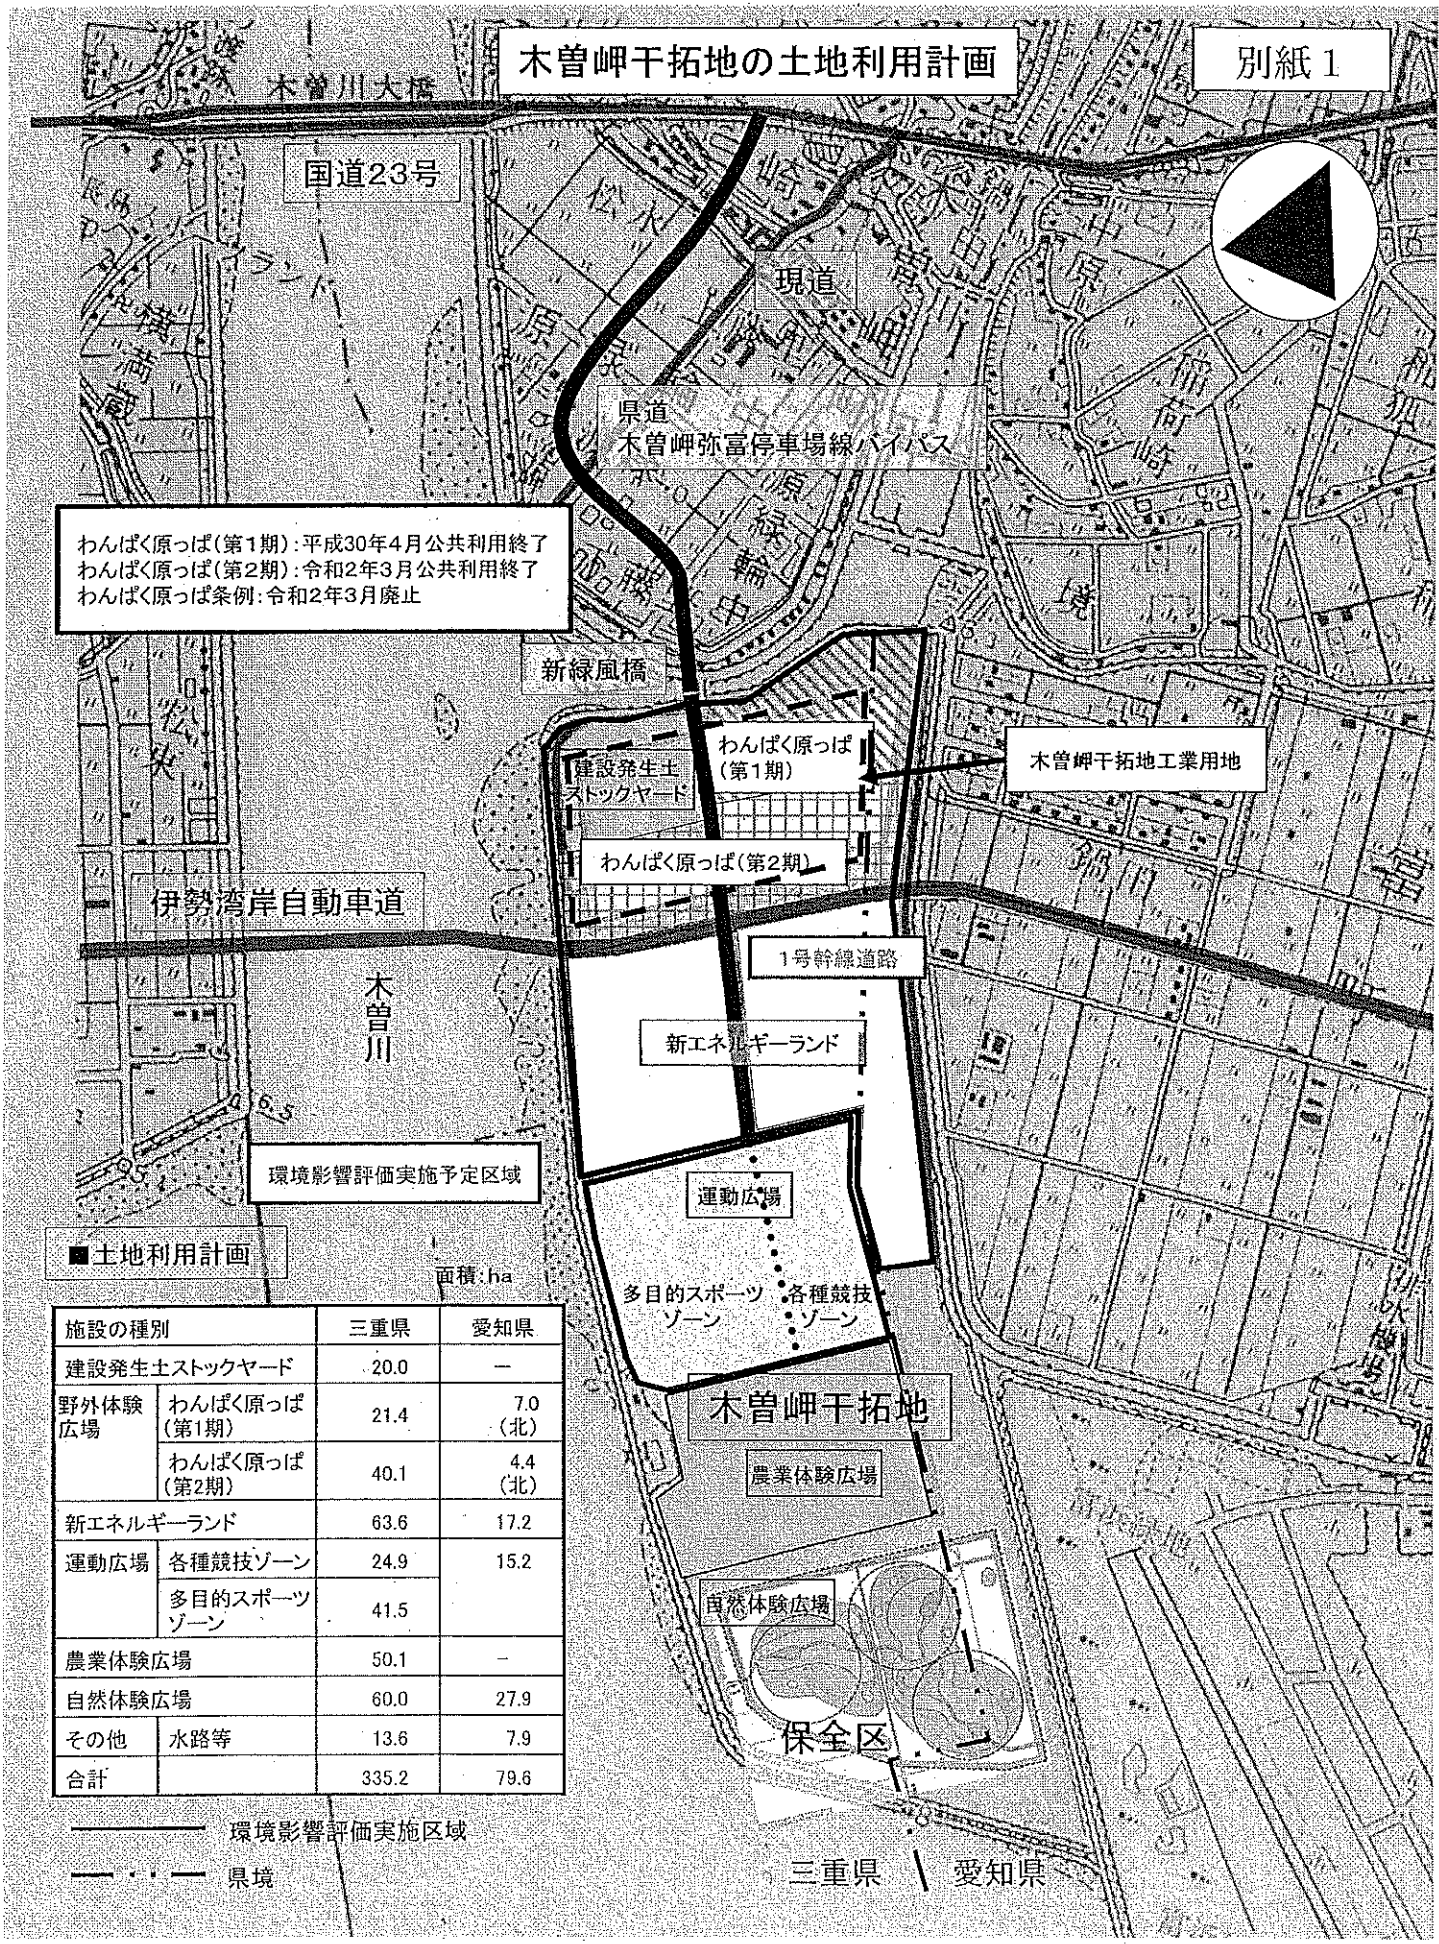 木曽岬干拓地の土地利用計画
別紙1
木曽川大橋
国道23号
現道
県道
木曽岬弥富停車場線バイパス
わんぱく原っぱ(第1期):平成30年4月公共利用終了
わんぱく原っぱ(第2期):令和2年3月公共利用終了
わんぱく原っぱ条例:令和2年3月廃止
新緑風橋
建設発生土
ストックヤード
わんぱく原っぱ
(第1期)
木曽岬干拓地工業用地
わんぱく原っぱ(第2期)
伊勢湾岸自動車道
1号幹線道路
木曽川
新エネルギーランド
環境影響評価実施予定区域
運動広場
多目的スポーツ
ゾーン
各種競技
ゾーン
木曽岬干拓地
農業体験広場
自然体験広場
保全区
三重県
愛知県
■土地利用計画
面積:ha
施設の種別 三重県 愛知県
建設発生土ストックヤード 20.0 －
野外体験広場 わんぱく原っぱ(第1期) 21.4 7.0(北)
わんぱく原っぱ(第2期) 40.1 4.4(北)
新エネルギーランド 63.6 17.2
運動広場 各種競技ゾーン 24.9 15.2
多目的スポーツゾーン 41.5
農業体験広場 50.1 －
自然体験広場 60.0 27.9
その他 水路等 13.6 7.9
合計 335.2 79.6
環境影響評価実施区域
県境